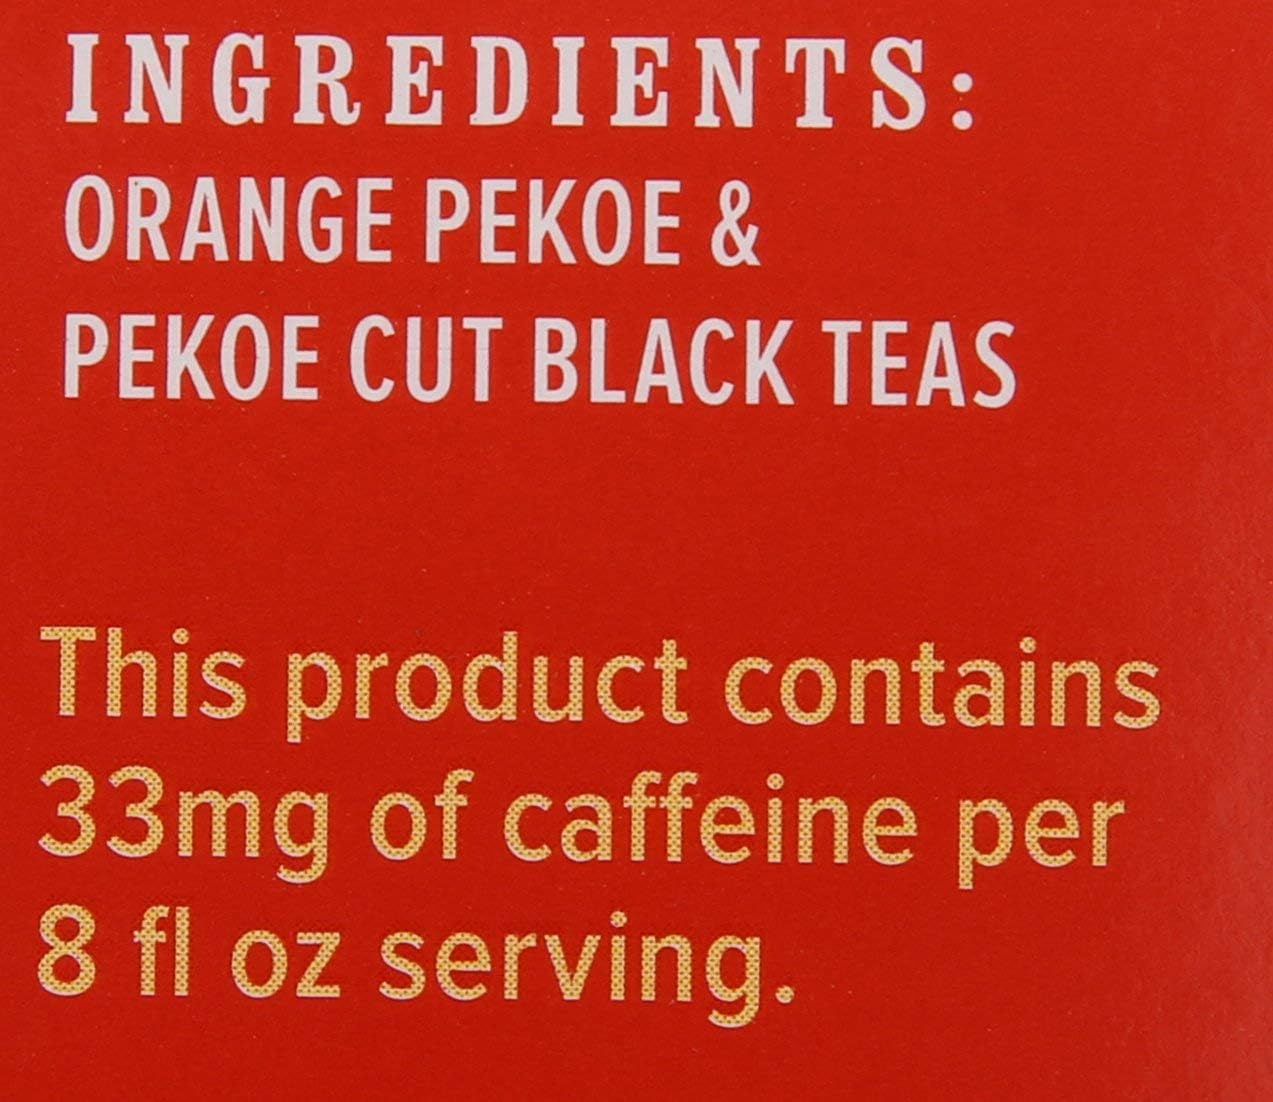 INGREDIENTS:
ORANGE PEKOE &
PEKOE CUT BLACK TEAS
This product contains
33mg of caffeine per
8 fl oz serving.